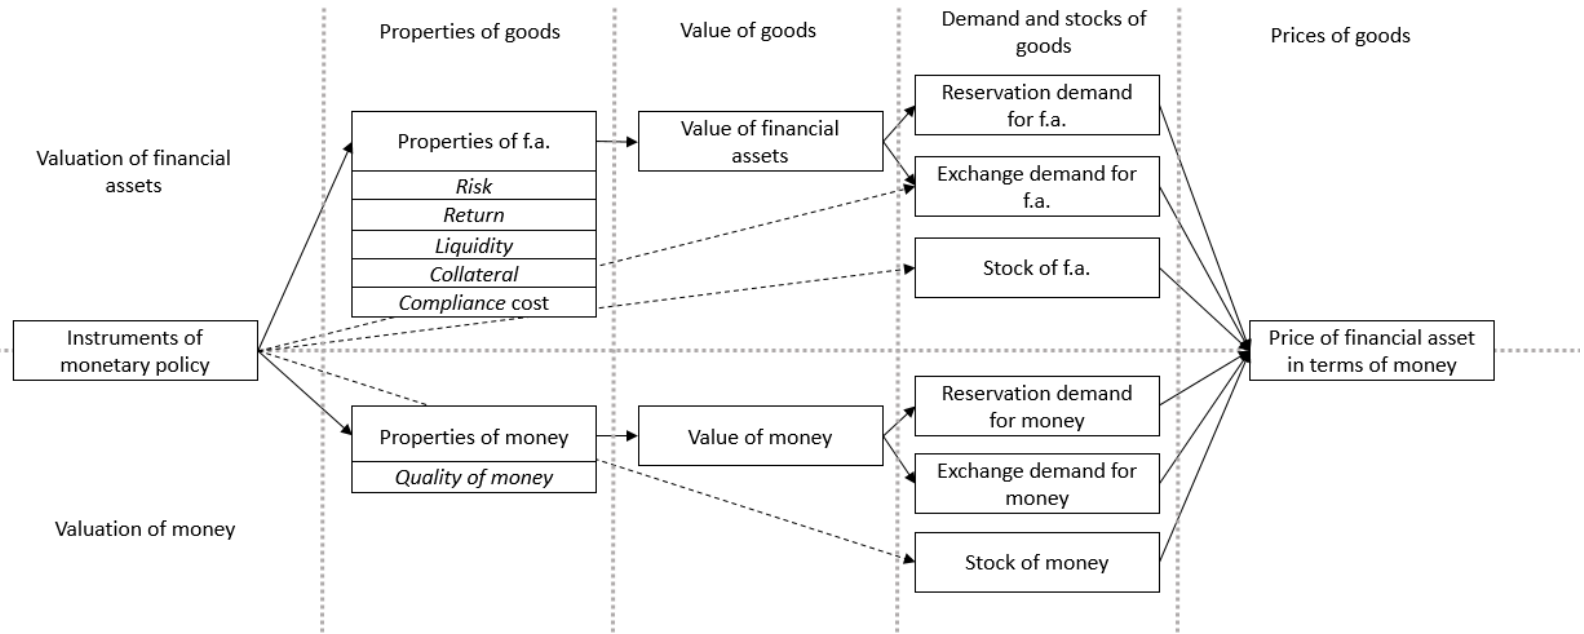 Properties of goods
Value of goods
Demand and stocks of
goods
Prices of goods
Valuation of financial
assets
Properties of f.a.
Risk
Return
Liquidity
Collateral
Compliance cost
Value of financial
assets
Reservation demand
for f.a.
Exchange demand for
f.a.
Stock of f.a.
Instruments of
monetary policy
Price of financial asset
in terms of money
Valuation of money
Properties of money
Quality of money
Value of money
Reservation demand
for money
Exchange demand for
money
Stock of money